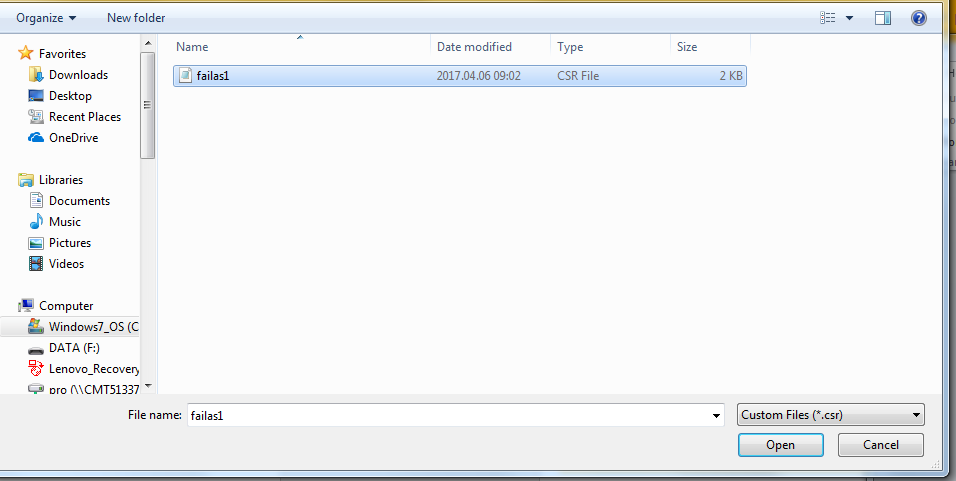 Organize New folder
Name Date modified Type Size
failas1 2017.04.06 09:02 CSR File 2 KB
Favorites
Downloads
Desktop
Recent Places
OneDrive
Libraries
Documents
Music
Pictures
Videos
Computer
Windows7_OS (C
DATA (F:)
Lenovo_Recovery
pro (\\CMT51337
File name: failas1 Custom Files (*.csr)
Open Cancel